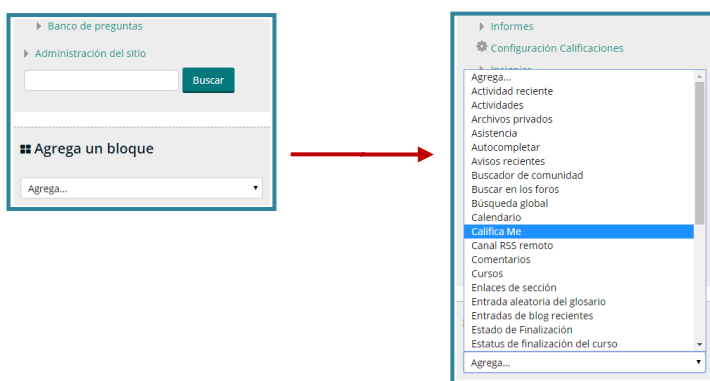 Banco de preguntas
Administración del sitio
Buscar
Agrega un bloque
Agrega...
Informes
Configuración Calificaciones
Insignias
Agrega...
Actividad reciente
Actividades
Archivos privados
Asistencia
Autocompletar
Avisos recientes
Buscador de comunidad
Buscar en los foros
Búsqueda global
Calendario
Califica Me
Canal RSS remoto
Comentarios
Cursos
Enlaces de sección
Entrada aleatoria del glosario
Entradas de blog recientes
Estado de Finalización
Estatus de finalización del curso
Agrega...